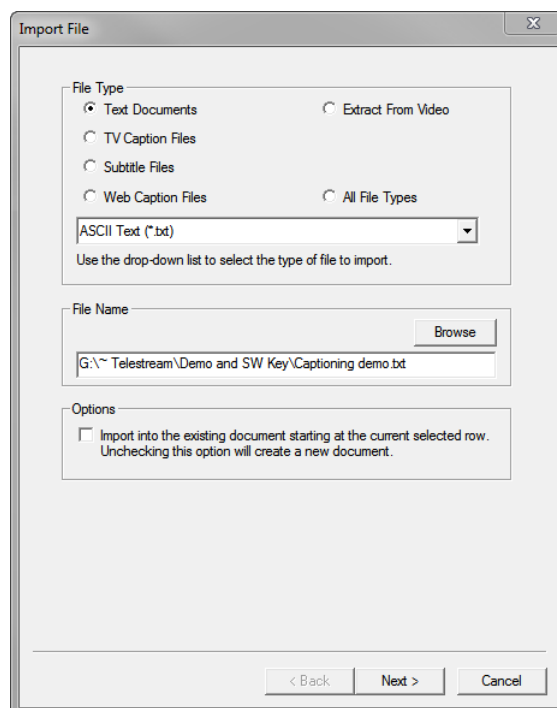 Import File
File Type
Text Documents
Extract From Video
TV Caption Files
Subtitle Files
Web Caption Files
All File Types
ASCII Text (*.txt)
Use the drop-down list to select the type of file to import.
File Name
Browse
G:\~ Telestream\Demo and SW Key\Captioning demo.txt
Options
Import into the existing document starting at the current selected row.
Unchecking this option will create a new document.
< Back
Next >
Cancel